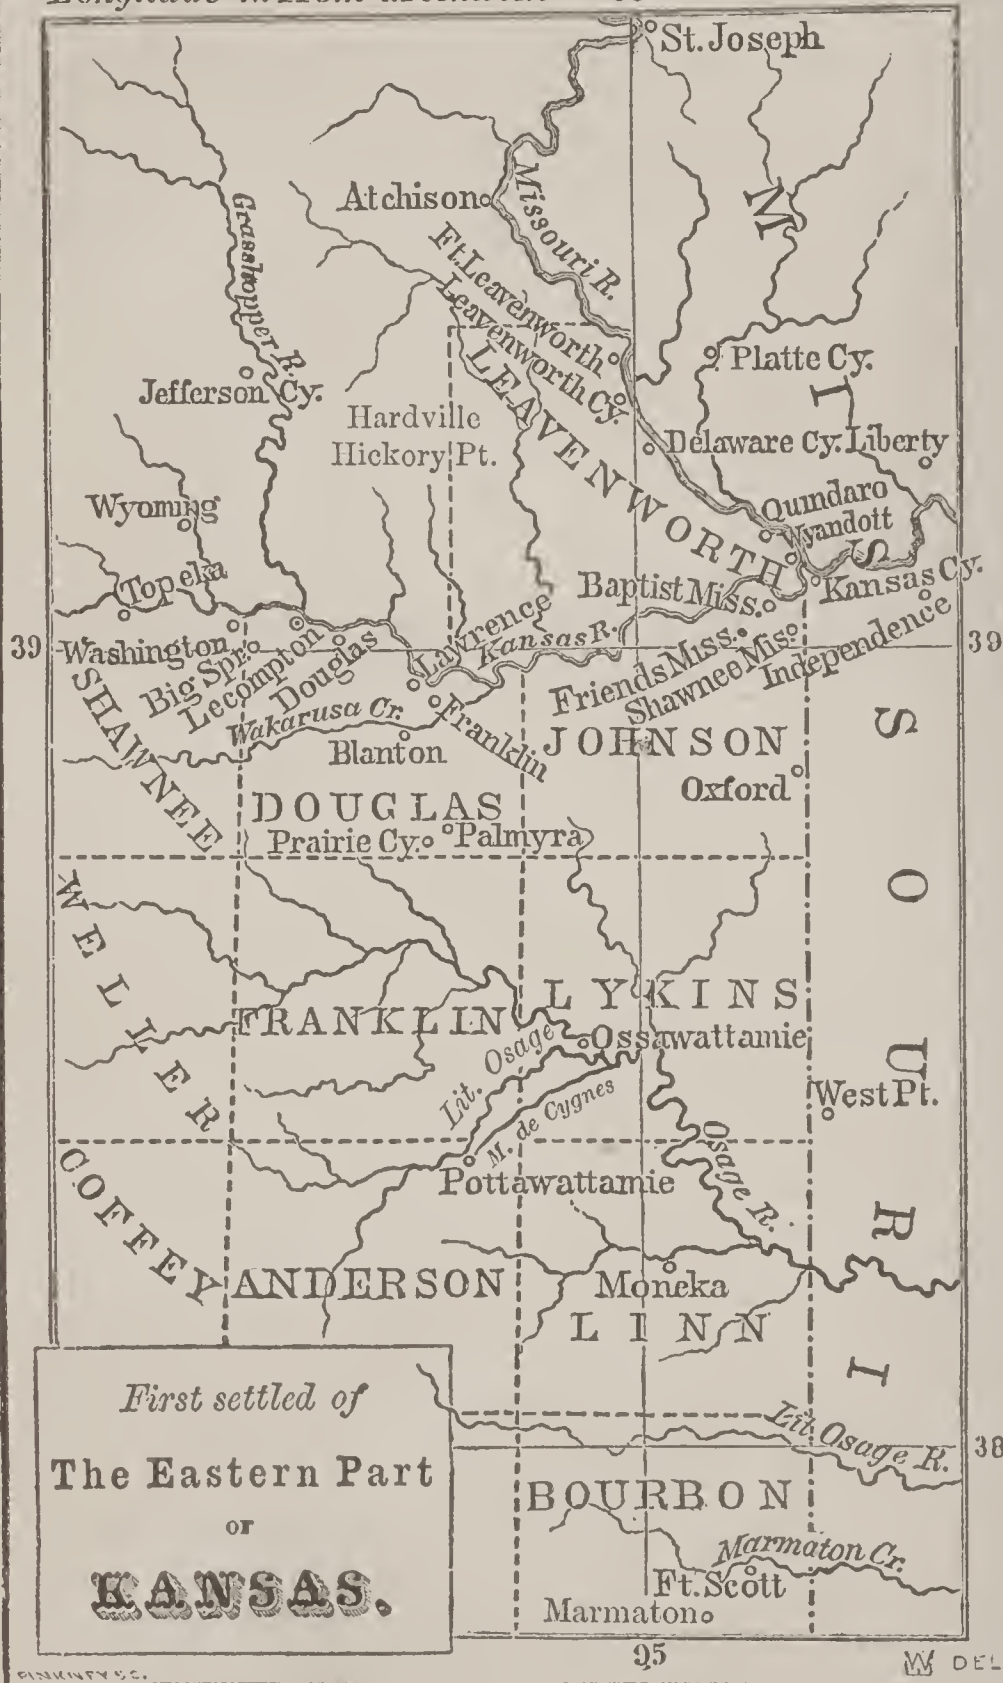 St. Joseph
Atchison
Missouri R.
Grasshopper R.
Ft. Leavenworth
Leavenworth Cy.
LEAVENWORTH
Platte Cy.
Jefferson Cy.
Hardville
Hickory Pt.
Delaware Cy.
Liberty
Wyoming
Qumdaro
Wyandott
Topeka
Baptist Miss.
Kansas Cy.
39
Washington
Big Spr.
Lecompton
Douglas
Lawrence
Kansas R.
Friends Miss.
Shawnee Mis.
Independence
39
SHAWNEE
Wakarusa Cr.
Franklin
Blanton
JOHNSON
Oxford
DOUGLAS
Prairie Cy.
Palmyra
MISSOURI
WELLER
LYKINS
FRANKLIN
Ossawattamie
Lit. Osage
M. de Cygnes
West Pt.
Osage R.
Pottawattamie
COFFEY
ANDERSON
Moneka
LINN
First settled of
The Eastern Part
or
KANSAS.
Lit Osage R.
38
BOURBON
Marmaton Cr.
Ft. Scott
Marmaton
95
W DEL